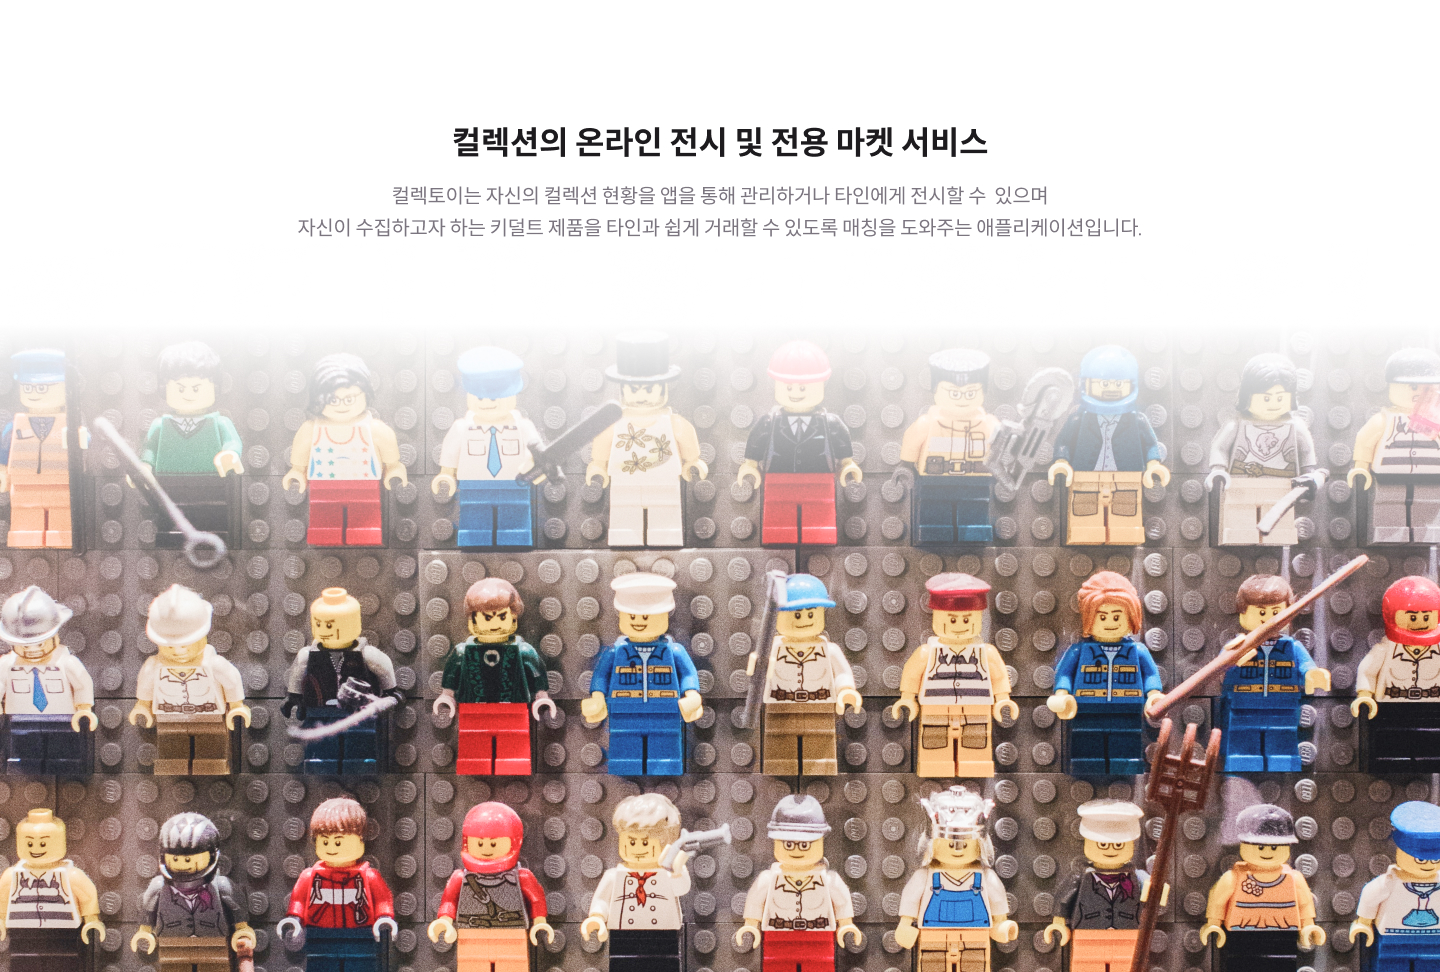 컬렉션의 온라인 전시 및 전용 마켓 서비스
컬렉토이는 자신의 컬렉션 현황을 앱을 통해 관리하거나 타인에게 전시할 수 있으며
자신이 수집하고자 하는 키덜트 제품을 타인과 쉽게 거래할 수 있도록 매칭을 도와주는 애플리케이션입니다.